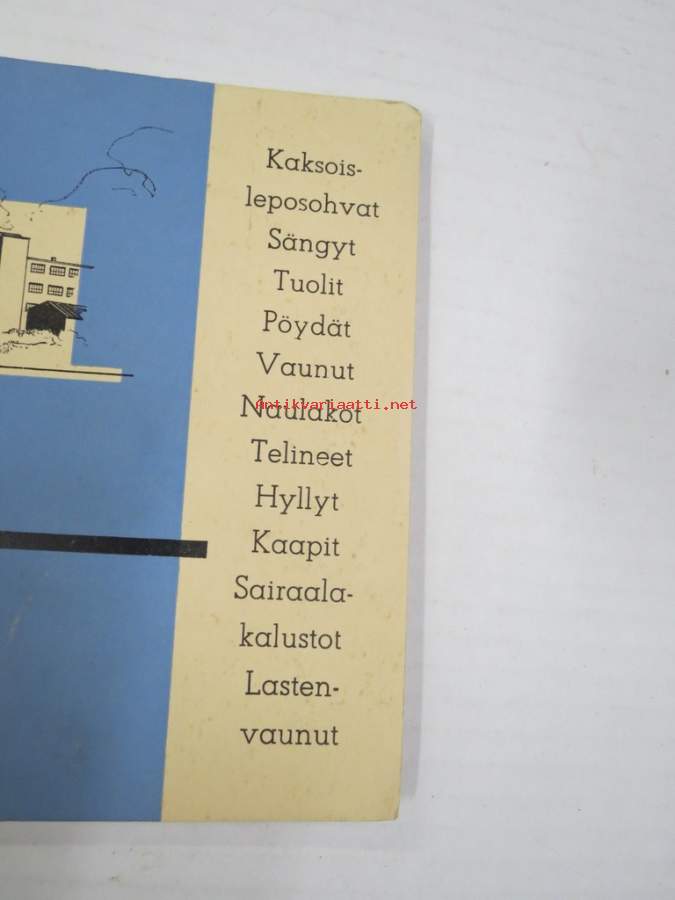 Kaksois-
leposohvat
Sängyt
Tuolit
Pöydät
Vaunut
Naulakot
Antikvariaatti.net
Telineet
Hyllyt
Kaapit
Sairaala-
kalustot
Lasten-
vaunut